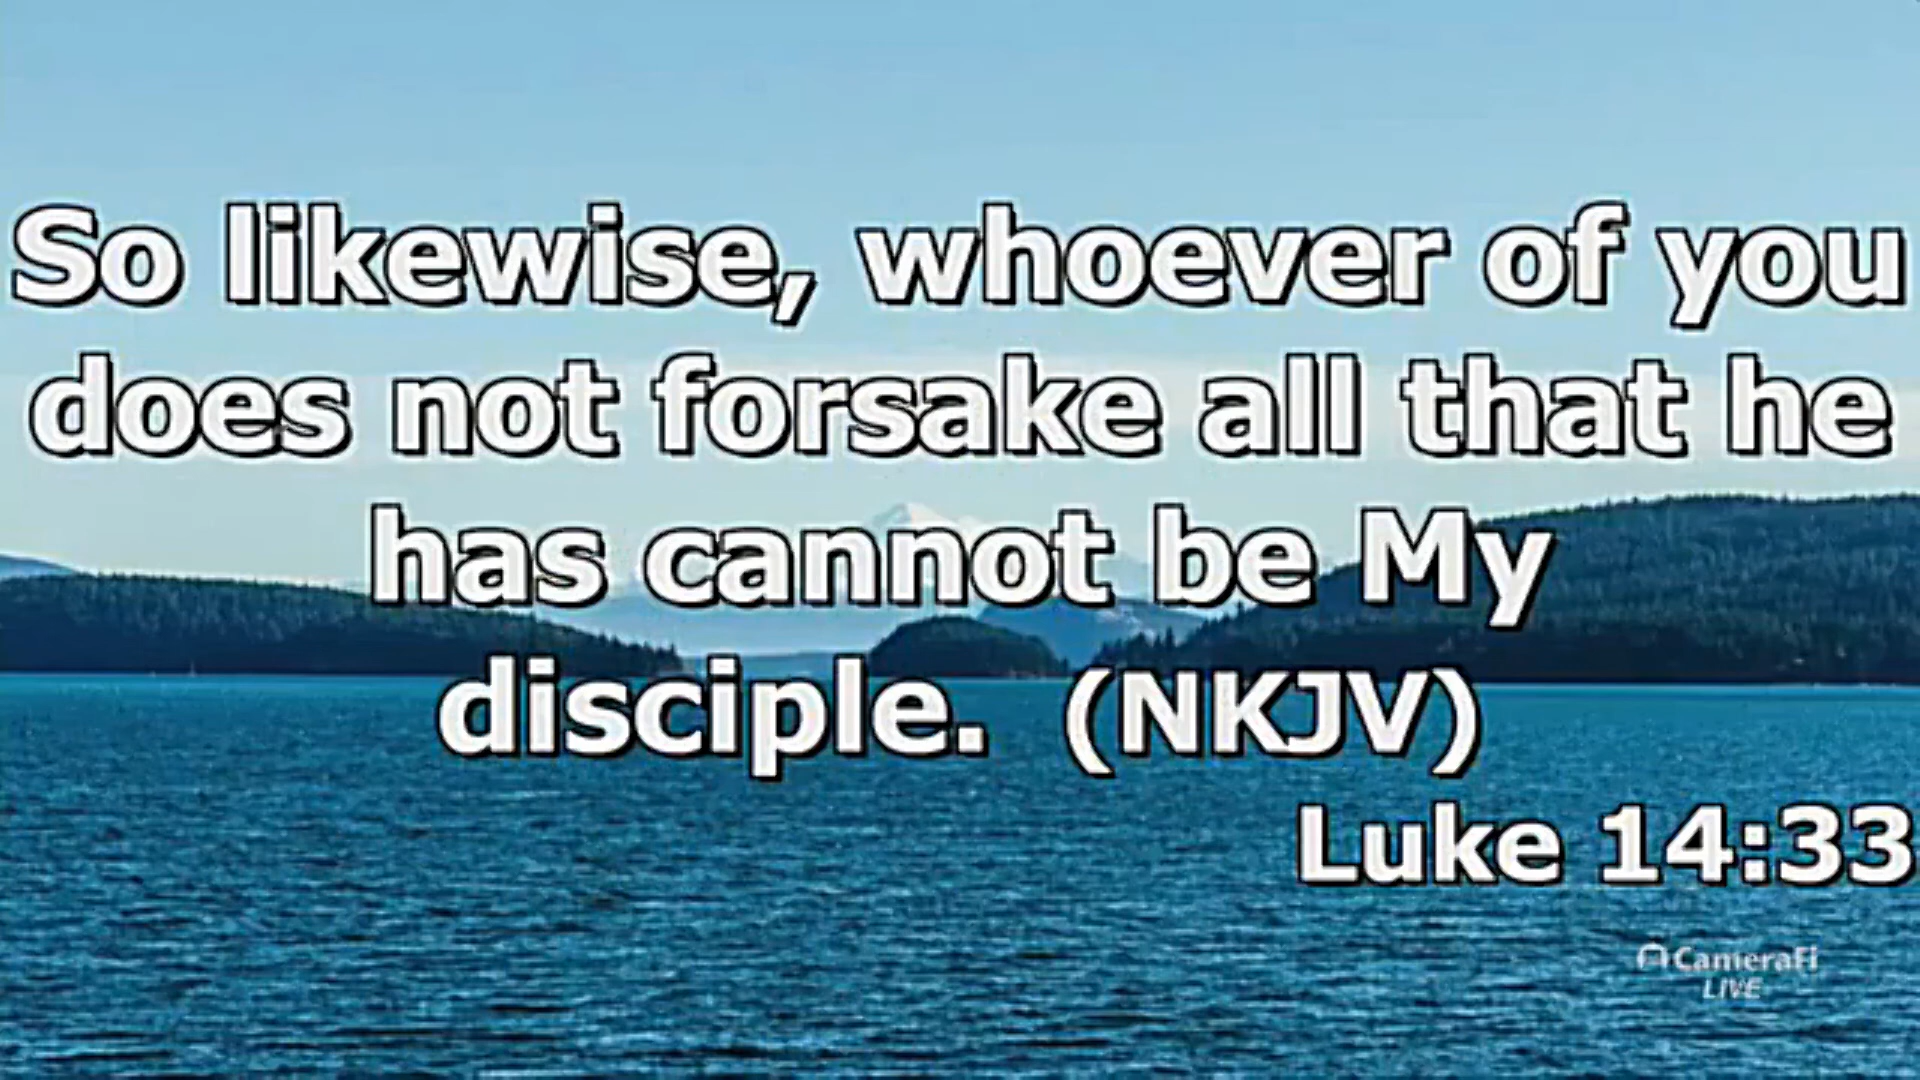 So likewise, whoever of you
does not forsake all that he
has cannot be My
disciple. (NKJV)
Luke 14:33
CameraFi
LIVE